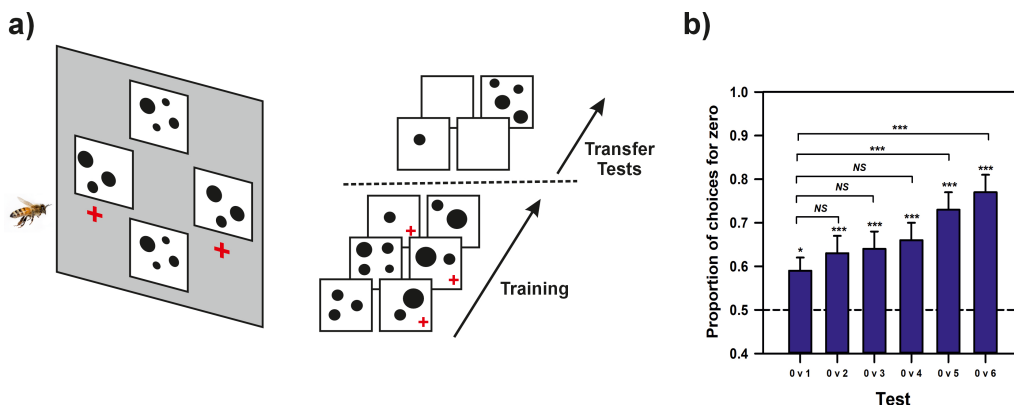 a)
+
+
Transfer
Tests
+
+
+
Training
b)
Proportion of choices for zero
1.0
0.9
0.8
0.7
0.6
0.5
0.4
***
***
NS
NS
NS
*
***
***
***
***
***
0 v 1
0 v 2
0 v 3
0 v 4
0 v 5
0 v 6
Test